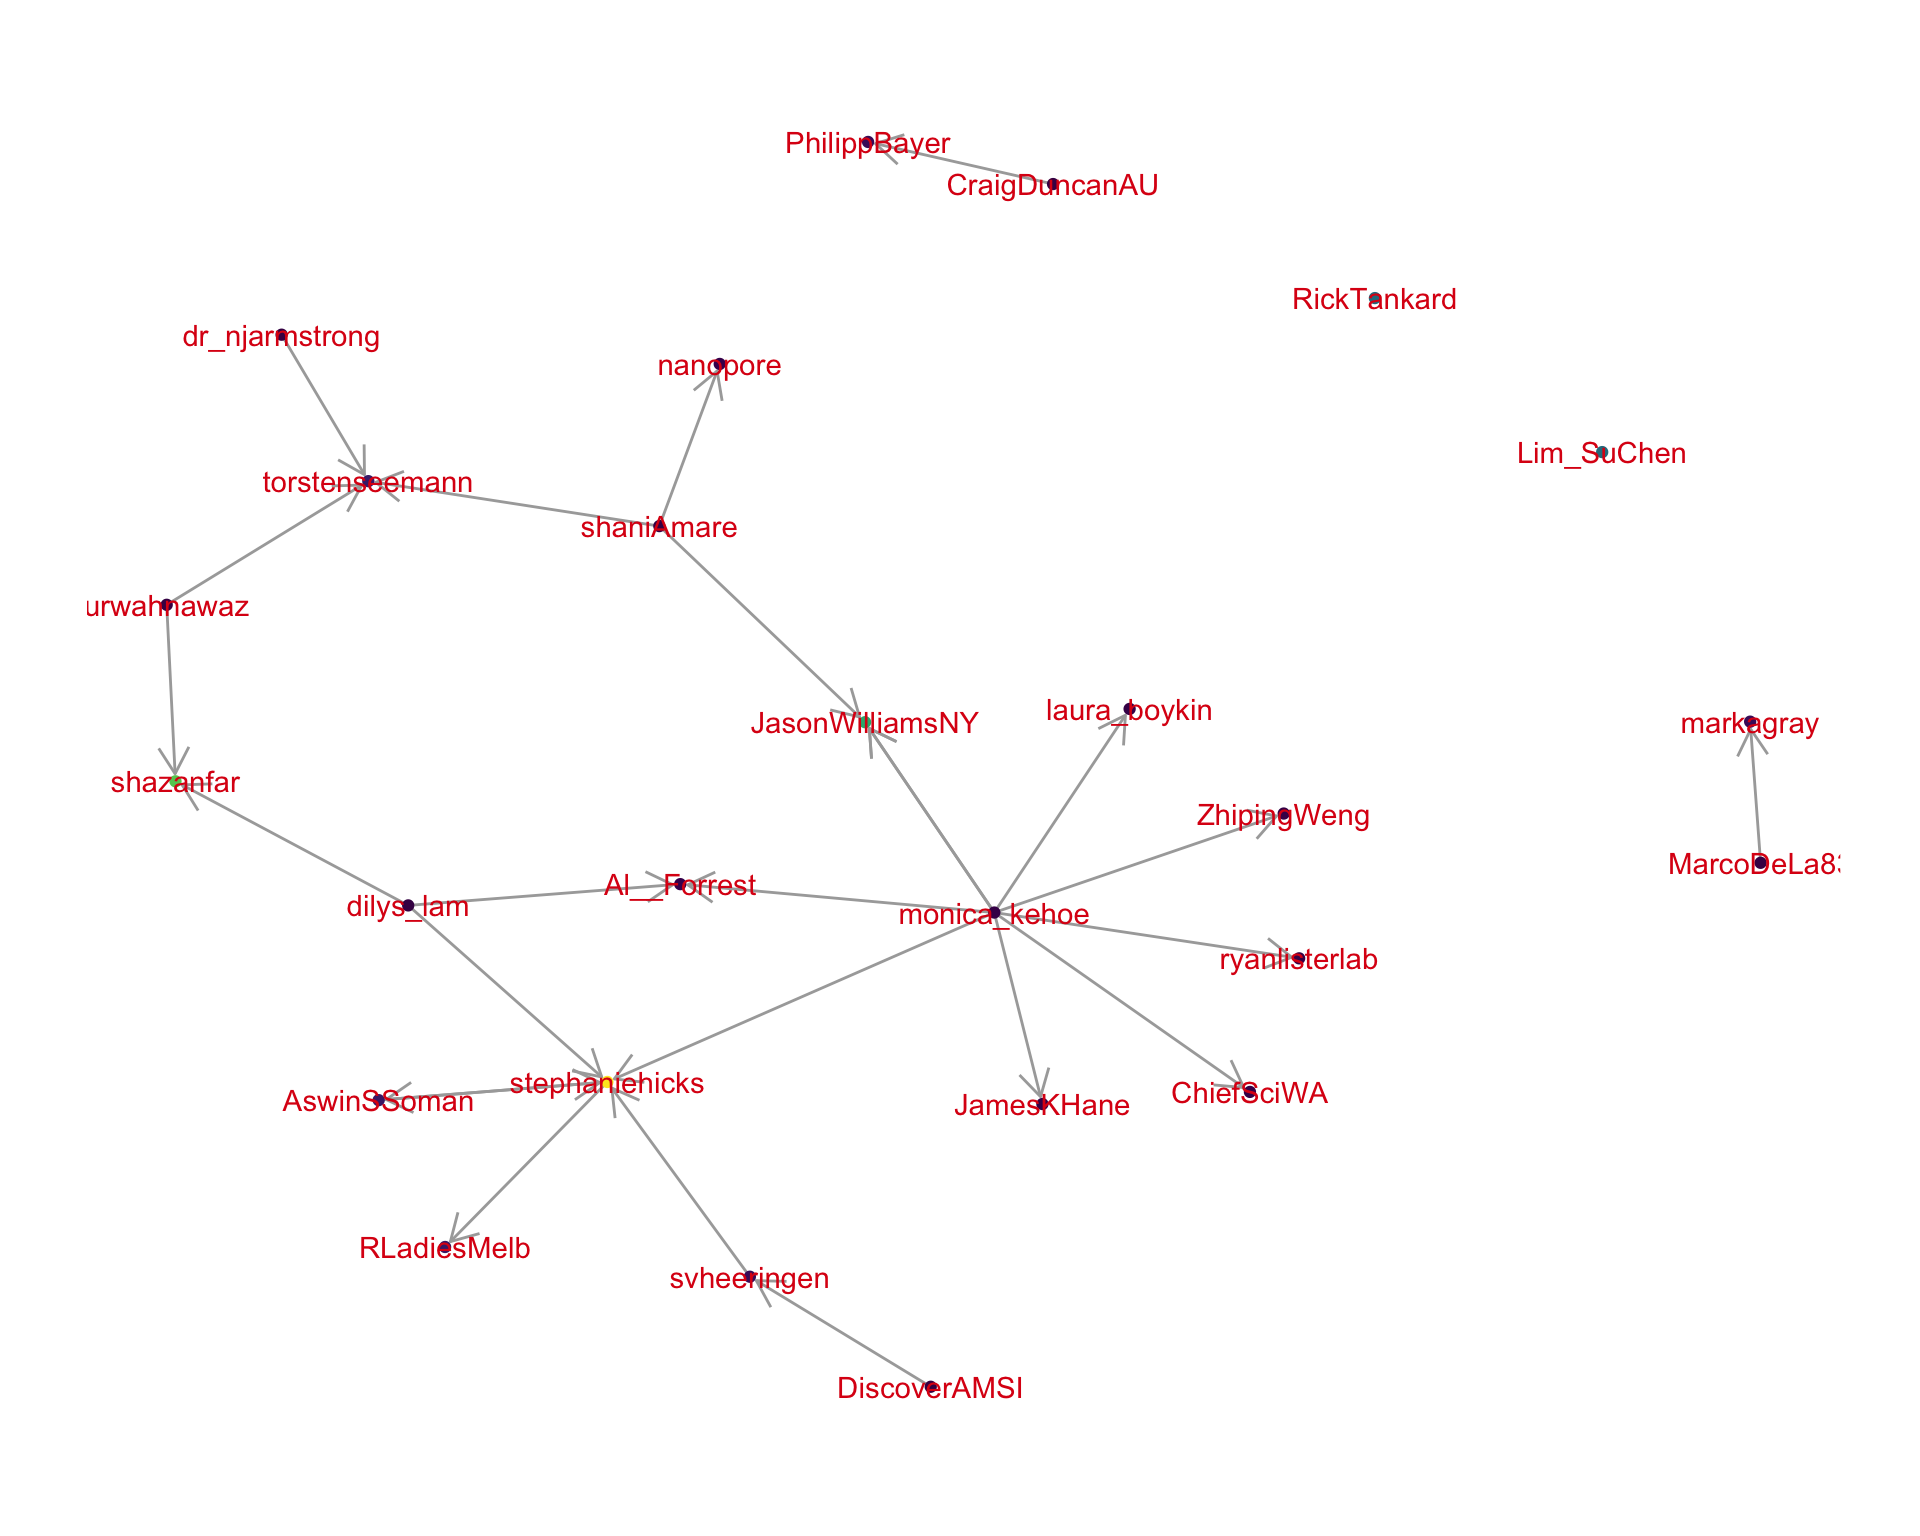 PhilippBayer
CraigDuncanAU
RickTankard
dr_njarmstrong
nanopore
Lim_SuChen
torstenseemann
shaniAmare
urwahnawaz
JasonWilliamsNY
laura_boykin
markagray
shazanfar
ZhipingWeng
MarcoDeLa83
Al__Forrest
dilys_lam
monica_kehoe
ryanlisterlab
stephaniehicks
AswinSSoman
JamesKHane
ChiefSciWA
RLadiesMelb
svheeringen
DiscoverAMSI